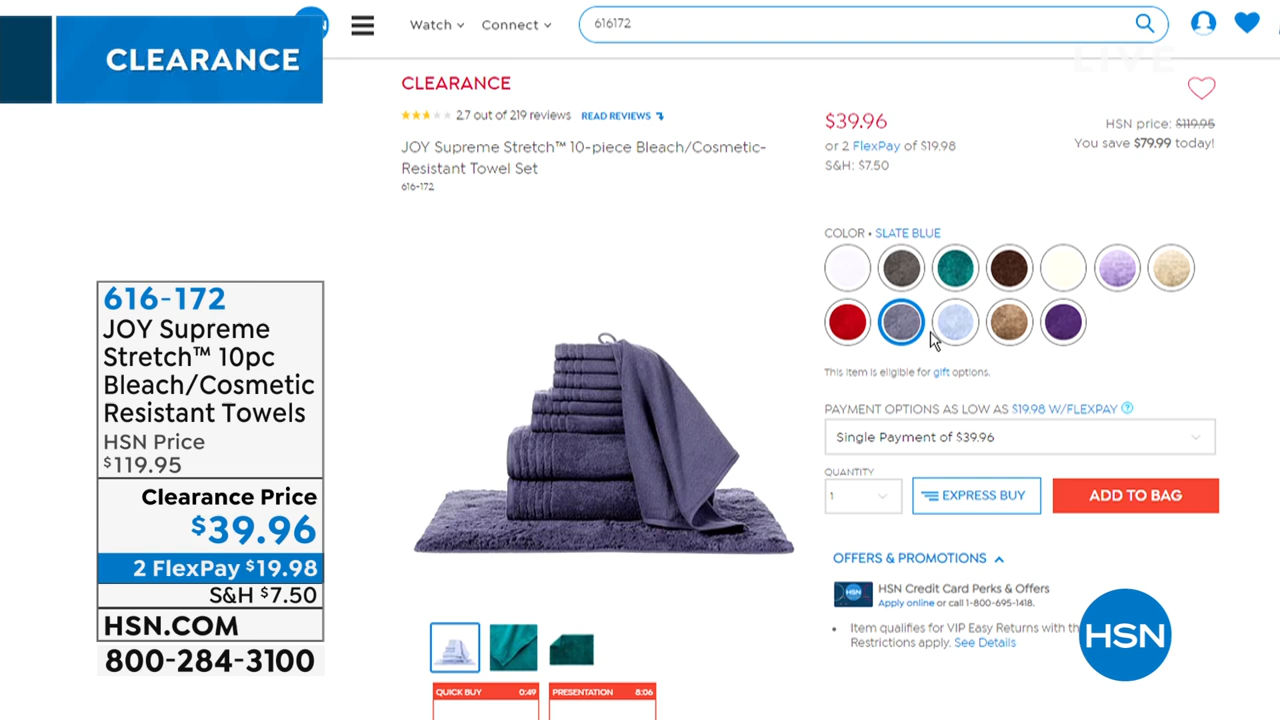 CLEARANCE
Watch
Connect
616172
LIVE
CLEARANCE
2.7 out of 219 reviews
READ REVIEWS
JOY Supreme Stretch™ 10-piece Bleach/Cosmetic-
Resistant Towel Set
616-172
$39.96
or 2 FlexPay of $19.98
S&H: $7.50
HSN price: $119.95
You save $79.99 today!
COLOR • SLATE BLUE
This item is eligible for gift options.
PAYMENT OPTIONS AS LOW AS $19.98 W/FLEXPAY ?
Single Payment of $39.96
QUANTITY
1
EXPRESS BUY
ADD TO BAG
OFFERS & PROMOTIONS
HSN
HSN Credit Card Perks & Offers
Apply online or call 1-800-695-1418.
• Item qualifies for VIP Easy Returns with th
Restrictions apply. See Details
HSN
QUICK BUY 0:49
PRESENTATION 8:06
616-172
JOY Supreme
Stretch™ 10pc
Bleach/Cosmetic
Resistant Towels
HSN Price
$119.95
Clearance Price
$39.96
2 FlexPay $19.98
S&H $7.50
HSN.COM
800-284-3100